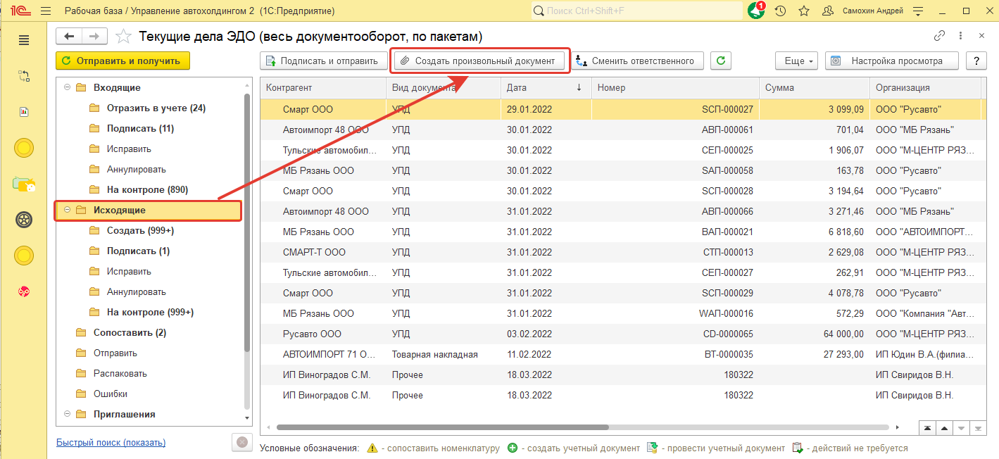 1С Рабочая база / Управление автохолдингом 2 (1С:Предприятие) Поиск Ctrl+Shift+F 1 Самохин Андрей
Текущие дела ЭДО (весь документооборот, по пакетам)
Отправить и получить Подписать и отправить Создать произвольный документ Сменить ответственного Еще Настройка просмотра ?
Входящие
Отразить в учете (24)
Подписать (11)
Исправить
Аннулировать
На контроле (890)
Исходящие
Создать (999+)
Подписать (1)
Исправить
Аннулировать
На контроле (999+)
Сопоставить (2)
Отправить
Распаковать
Ошибки
Приглашения
Быстрый поиск (показать)
Контрагент Вид документа Дата ↓ Номер Сумма Организация
Смарт ООО УПД 29.01.2022 SCП-000027 3 099,09 ООО "Русавто"
Автоимпорт 48 ООО УПД 30.01.2022 АВП-000061 701,04 ООО "МБ Рязань"
Тульские автомобил... УПД 30.01.2022 СЕП-000025 1 906,07 ООО "М-ЦЕНТР РЯЗ...
МБ Рязань ООО УПД 30.01.2022 SAП-000058 163,78 ООО "Русавто"
Смарт ООО УПД 30.01.2022 SCП-000028 3 194,64 ООО "Русавто"
Автоимпорт 48 ООО УПД 31.01.2022 АВП-000066 3 271,46 ООО "МБ Рязань"
МБ Рязань ООО УПД 31.01.2022 ВАП-000021 6 818,60 ООО "АВТОИМПОРТ...
СМАРТ-Т ООО УПД 31.01.2022 СТП-000013 2 629,08 ООО "М-ЦЕНТР РЯЗ...
Тульские автомобил... УПД 31.01.2022 СЕП-000027 262,91 ООО "М-ЦЕНТР РЯЗ...
Смарт ООО УПД 31.01.2022 SCП-000029 4 078,78 ООО "Русавто"
МБ Рязань ООО УПД 31.01.2022 WAП-000016 572,29 ООО "Компания "Авт...
Русавто ООО УПД 03.02.2022 CD-0000065 64 000,00 ООО "М-ЦЕНТР РЯЗ...
АВТОИМПОРТ 71 О... Товарная накладная 11.02.2022 ВТ-0000035 27 293,00 ИП Юдин В.А.(филиа...
ИП Виноградов С.М. Прочее 18.03.2022 180322 ИП Свиридов В.Н.
ИП Виноградов С.М. Прочее 18.03.2022 180322 ИП Свиридов В.Н.
Условные обозначения: - сопоставить номенклатуру - создать учетный документ - провести учетный документ - действий не требуется